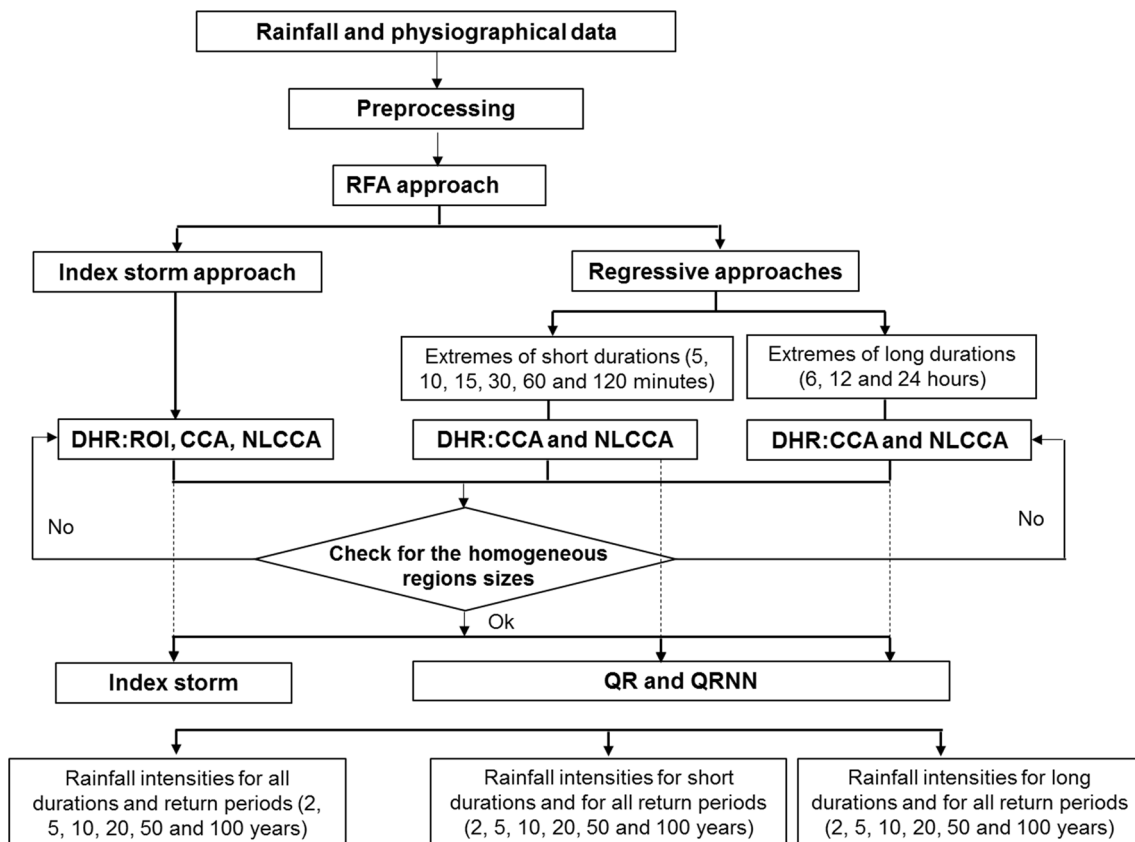 Rainfall and physiographical data
Preprocessing
RFA approach
Index storm approach
Regressive approaches
Extremes of short durations (5,
10, 15, 30, 60 and 120 minutes)
Extremes of long durations
(6, 12 and 24 hours)
DHR:ROI, CCA, NLCCA
DHR:CCA and NLCCA
DHR:CCA and NLCCA
No
No
Check for the homogeneous
regions sizes
Ok
Index storm
QR and QRNN
Rainfall intensities for all
durations and return periods (2,
5, 10, 20, 50 and 100 years)
Rainfall intensities for short
durations and for all return periods
(2, 5, 10, 20, 50 and 100 years)
Rainfall intensities for long
durations and for all return periods
(2, 5, 10, 20, 50 and 100 years)